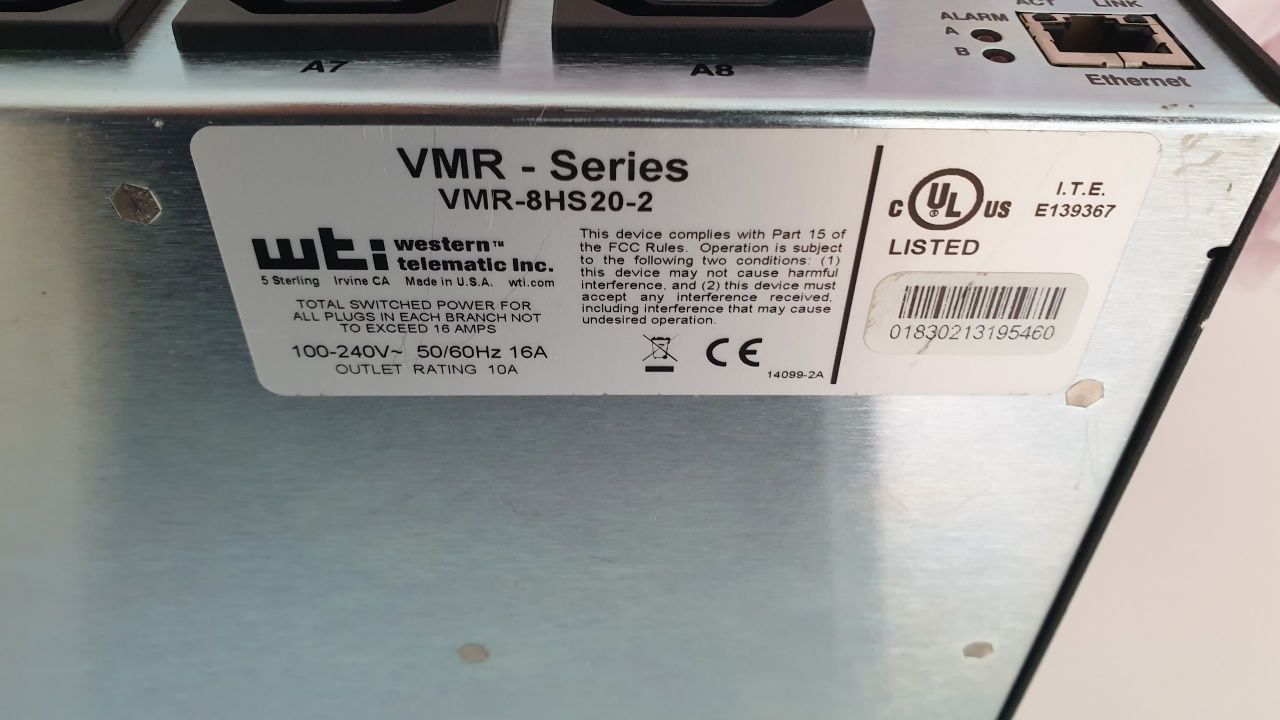 ACT LINK
ALARM
A
B
Ethernet
A7
A8
VMR - Series
VMR-8HS20-2
wti western™
telematic Inc.
5 Sterling Irvine CA Made in U.S.A. wti.com
TOTAL SWITCHED POWER FOR
ALL PLUGS IN EACH BRANCH NOT
TO EXCEED 16 AMPS
100-240V~ 50/60Hz 16A
OUTLET RATING 10A
This device complies with Part 15 of
the FCC Rules. Operation is subject
to the following two conditions: (1)
this device may not cause harmful
interference, and (2) this device must
accept any interference received,
including interference that may cause
undesired operation.
CE
14099-2A
C UL US
LISTED
I.T.E.
E139367
01830213195460